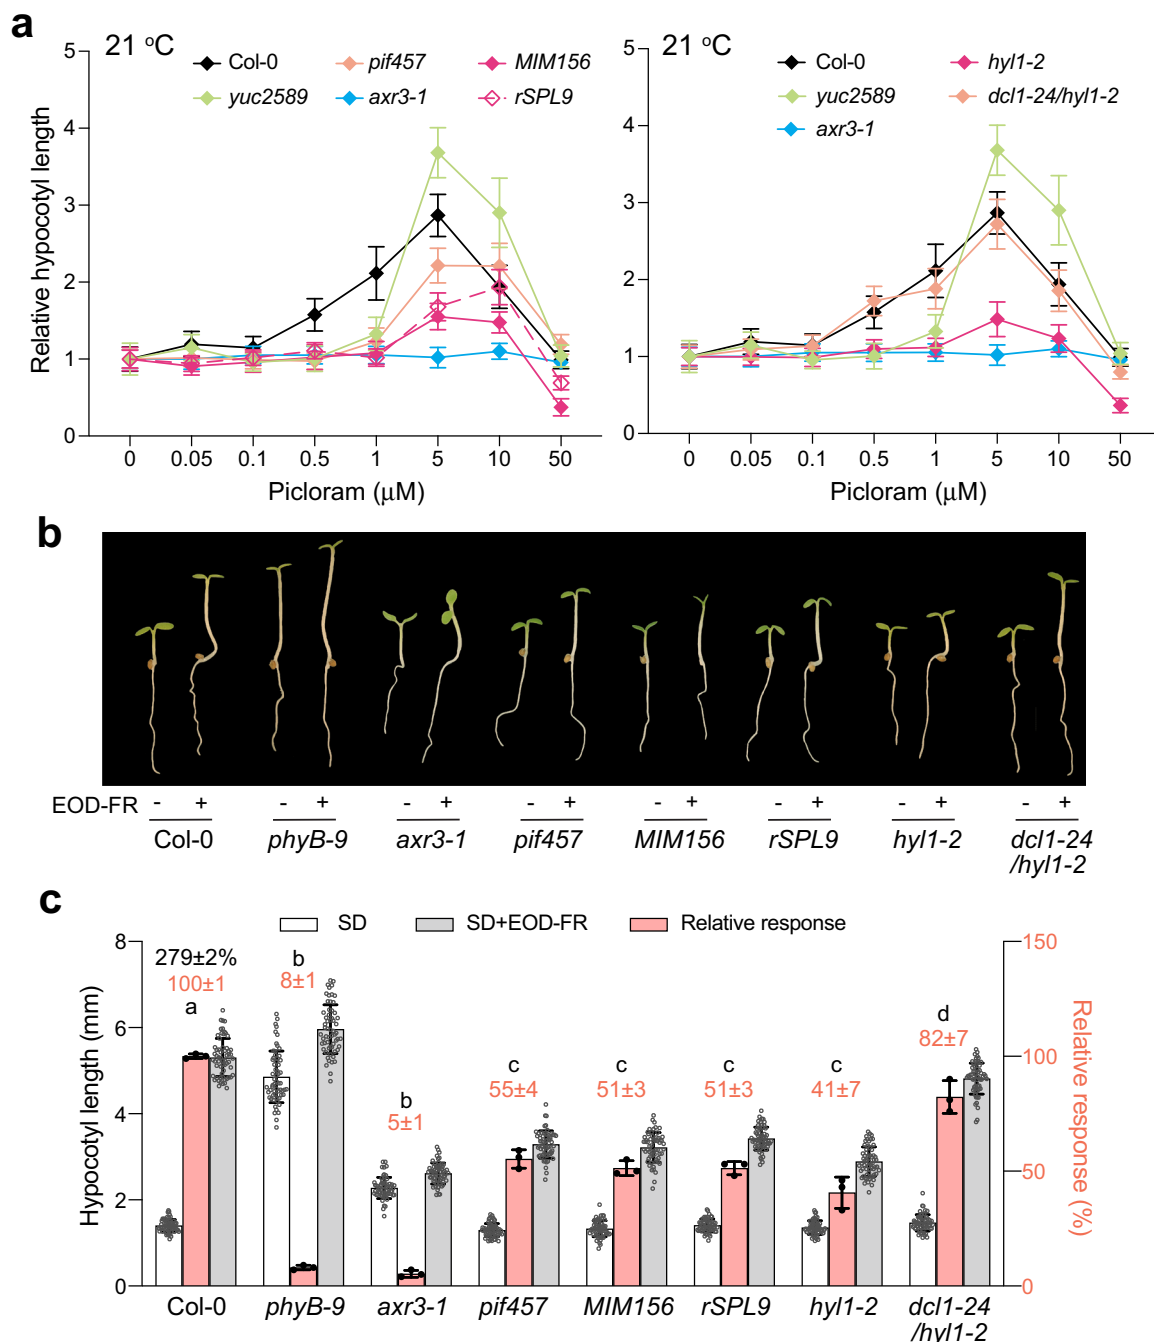 a
21 °C
Col-0
pif457
MIM156
yuc2589
axr3-1
rSPL9
Relative hypocotyl length
5
4
3
2
1
0
0 0.05 0.1 0.5 1 5 10 50
Picloram (μM)
21 °C
Col-0
hyl1-2
yuc2589
dcl1-24/hyl1-2
axr3-1
5
4
3
2
1
0
0 0.05 0.1 0.5 1 5 10 50
Picloram (μM)
b
EOD-FR - + - + - + - + - + - + - + - +
Col-0 phyB-9 axr3-1 pif457 MIM156 rSPL9 hyl1-2 dcl1-24
/hyl1-2
c
SD SD+EOD-FR Relative response
Hypocotyl length (mm)
8
6
4
2
0
279±2%
100±1
a
b
8±1
b
5±1
c
55±4
c
51±3
c
51±3
c
41±7
d
82±7
150
100
50
0
Relative response (%)
Col-0 phyB-9 axr3-1 pif457 MIM156 rSPL9 hyl1-2 dcl1-24
/hyl1-2